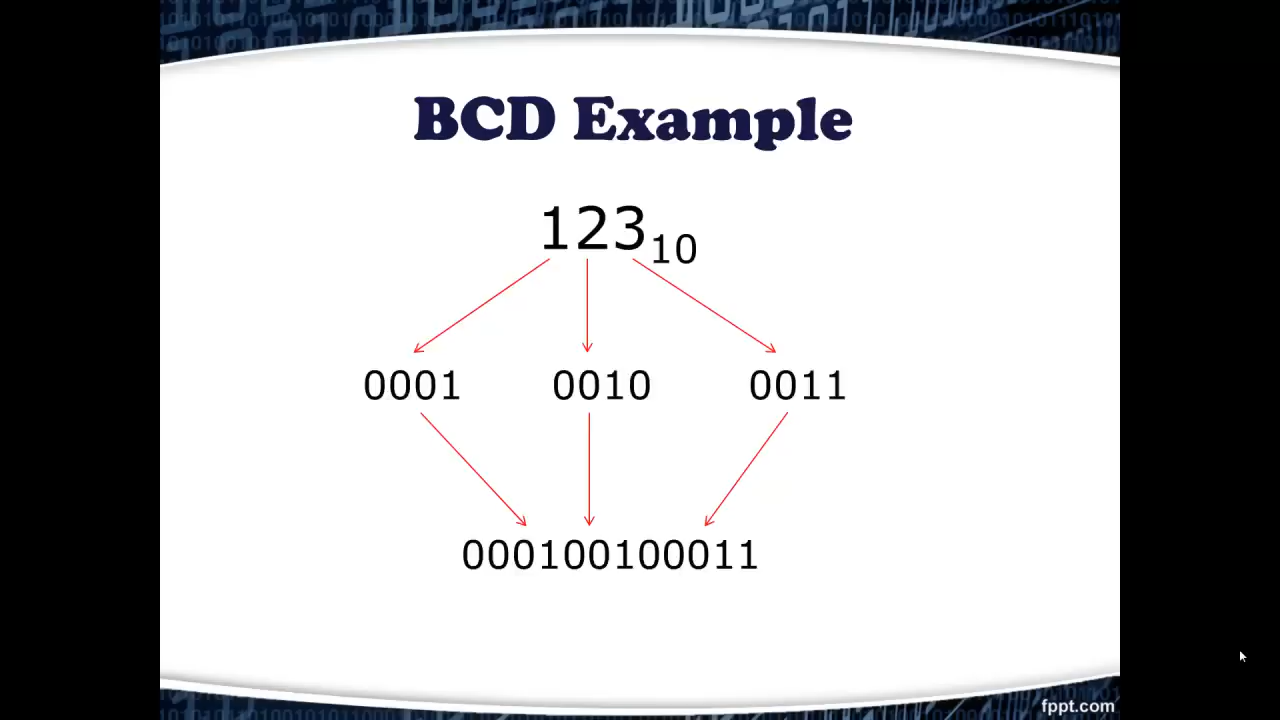 BCD Example
123₁₀
0001 0010 0011
000100100011
fppt.com